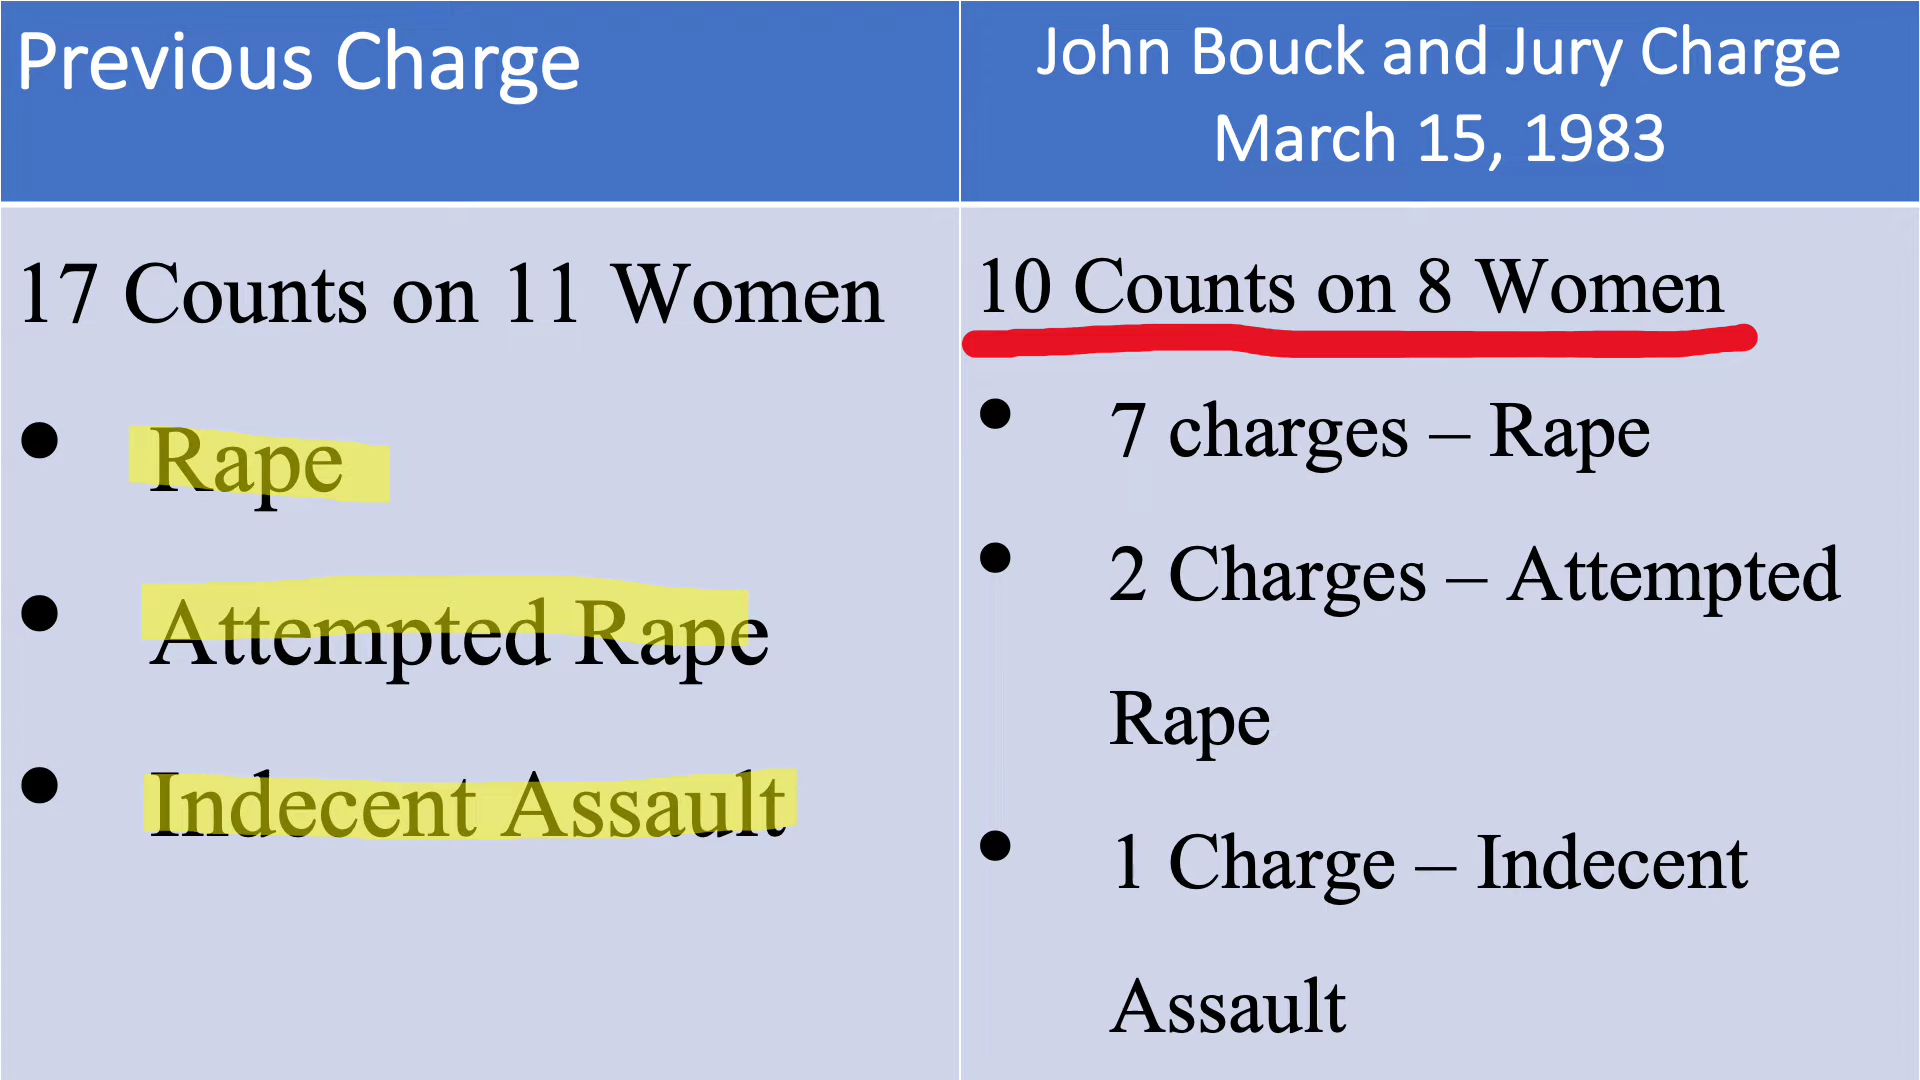 Previous Charge
17 Counts on 11 Women
• Rape
• Attempted Rape
• Indecent Assault
John Bouck and Jury Charge
March 15, 1983
10 Counts on 8 Women
• 7 charges – Rape
• 2 Charges – Attempted
Rape
• 1 Charge – Indecent
Assault